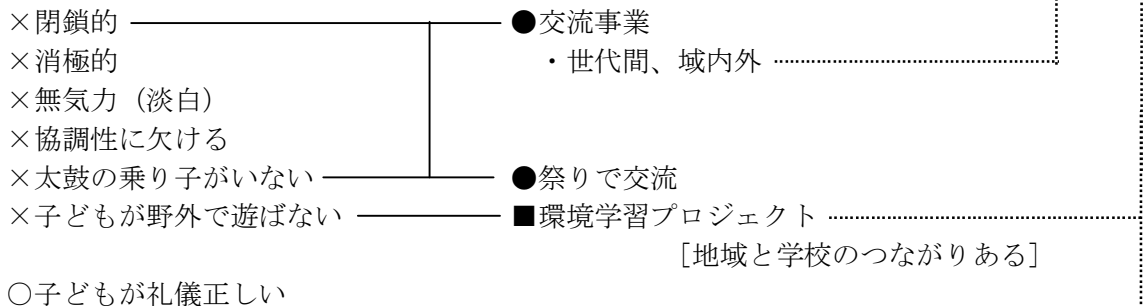 ×閉鎖的 ●交流事業
×消極的 ・世代間、域内外
×無気力（淡白）
×協調性に欠ける
×太鼓の乗り子がいない ●祭りで交流
×子どもが野外で遊ばない ■環境学習プロジェクト
［地域と学校のつながりある］
○子どもが礼儀正しい